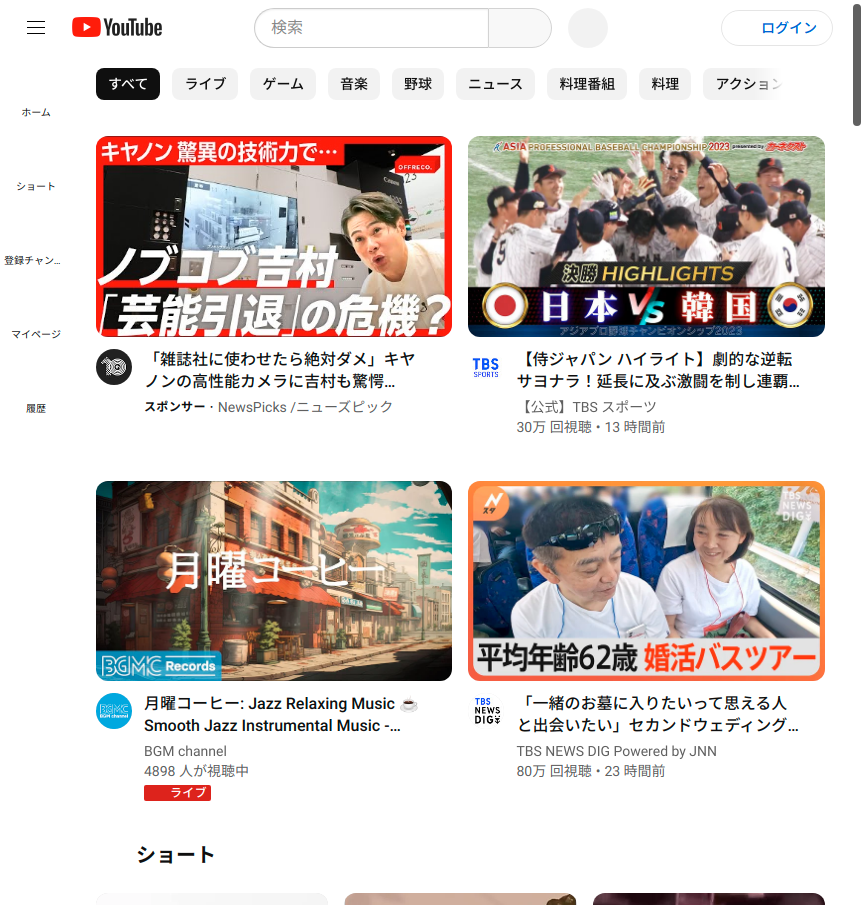 YouTube
検索
ログイン
すべて
ライブ
ゲーム
音楽
野球
ニュース
料理番組
料理
アクション
ホーム
ショート
登録チャン…
マイページ
履歴
キヤノン 驚異の技術力で…
OFFRECO.
Canon
ノブコブ吉村
「芸能引退」の危機?
ASIA PROFESSIONAL BASEBALL CHAMPIONSHIP 2023 presented by カーネクスト
決勝 HIGHLIGHTS
日本 VS 韓国
アジアプロ野球チャンピオンシップ2023
「雑誌社に使わせたら絶対ダメ」キヤ
ノンの高性能カメラに吉村も驚愕...
スポンサー · NewsPicks /ニューズピック
TBS
SPORTS
【侍ジャパン ハイライト】劇的な逆転
サヨナラ！延長に及ぶ激闘を制し連覇...
【公式】TBS スポーツ
30万 回視聴 • 13 時間前
月曜コーヒー
BGMC Records
Nスタ
TBS
NEWS
DIG
平均年齢62歳 婚活バスツアー
BGMC
BGM channel
月曜コーヒー: Jazz Relaxing Music ☕
Smooth Jazz Instrumental Music -...
BGM channel
4898 人が視聴中
ライブ
TBS
NEWS
DIG
「一緒のお墓に入りたいって思える人
と出会いたい」セカンドウェディング...
TBS NEWS DIG Powered by JNN
80万 回視聴 • 23 時間前
ショート